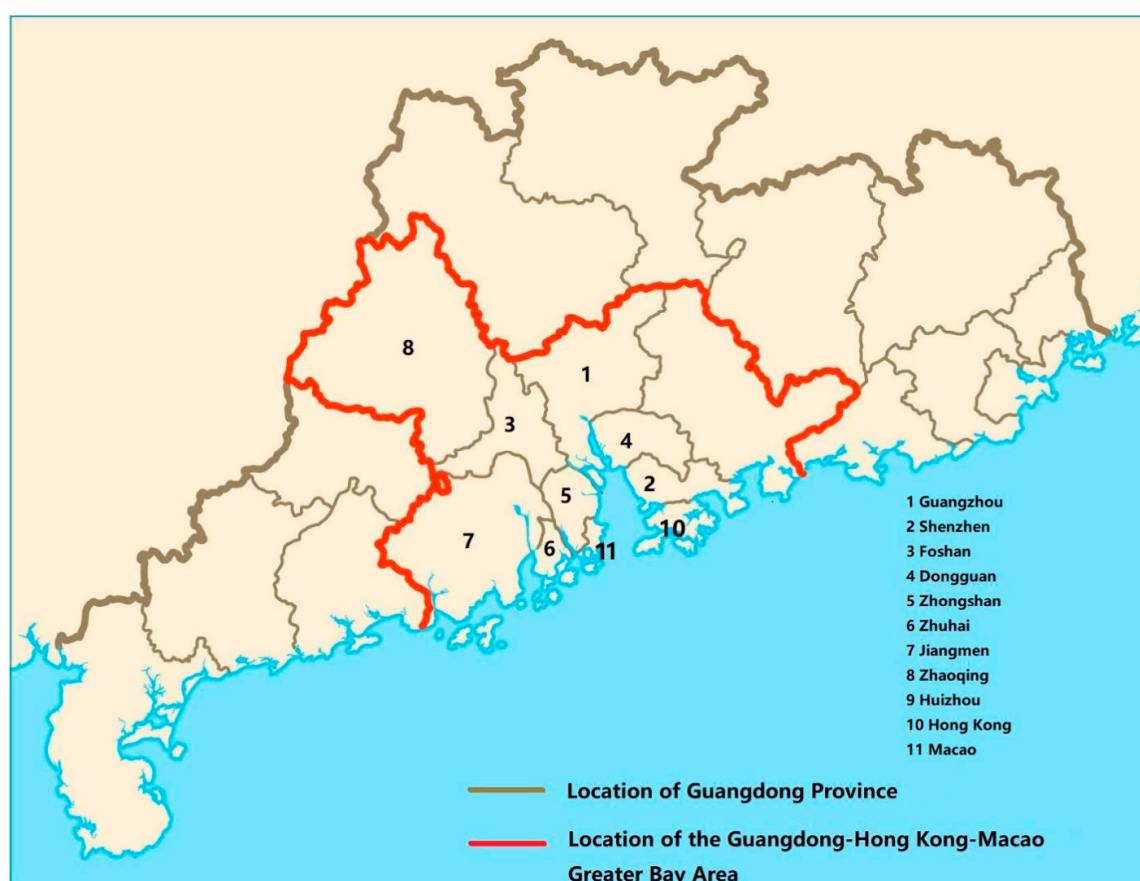 8
1
3
4
2
5
10
7
6
11
1 Guangzhou
2 Shenzhen
3 Foshan
4 Dongguan
5 Zhongshan
6 Zhuhai
7 Jiangmen
8 Zhaoqing
9 Huizhou
10 Hong Kong
11 Macao
Location of Guangdong Province
Location of the Guangdong-Hong Kong-Macao
Greater Bay Area